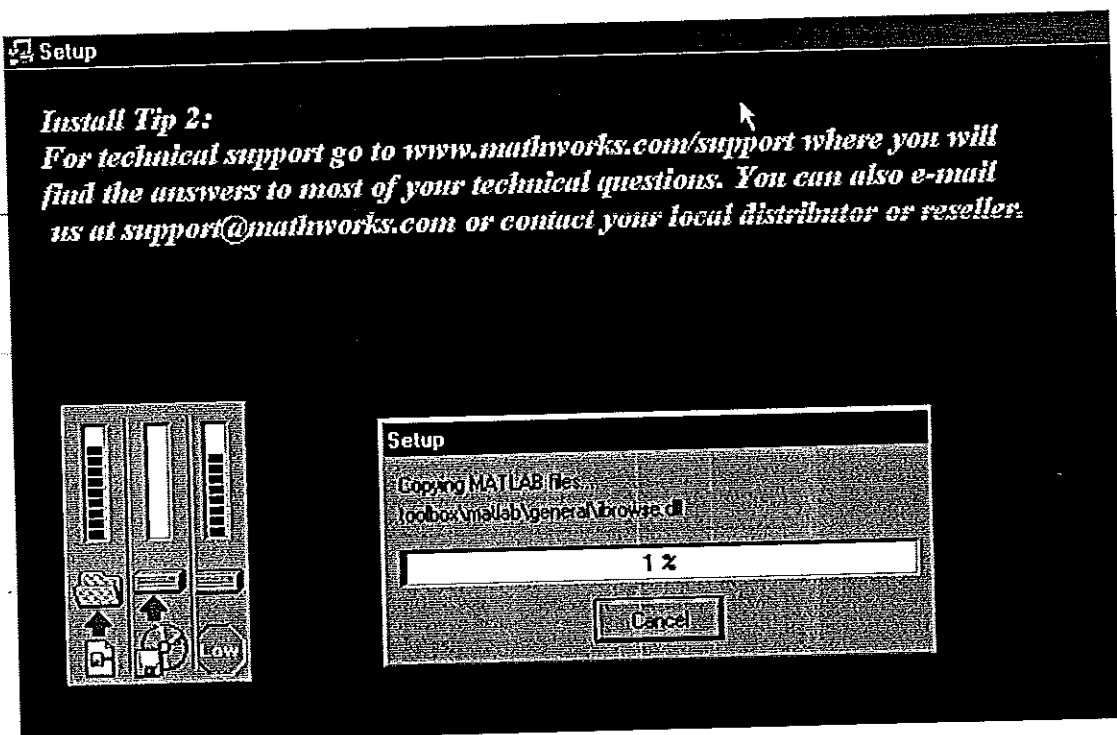 Setup
Install Tip 2:
For technical support go to www.mathworks.com/support where you will
find the answers to most of your technical questions. You can also e-mail
us at support@mathworks.com or contact your local distributor or reseller.
Setup
Copying MATLAB files...
toolbox\matlab\general\ibrowse.dll
1 %
Cancel
Low